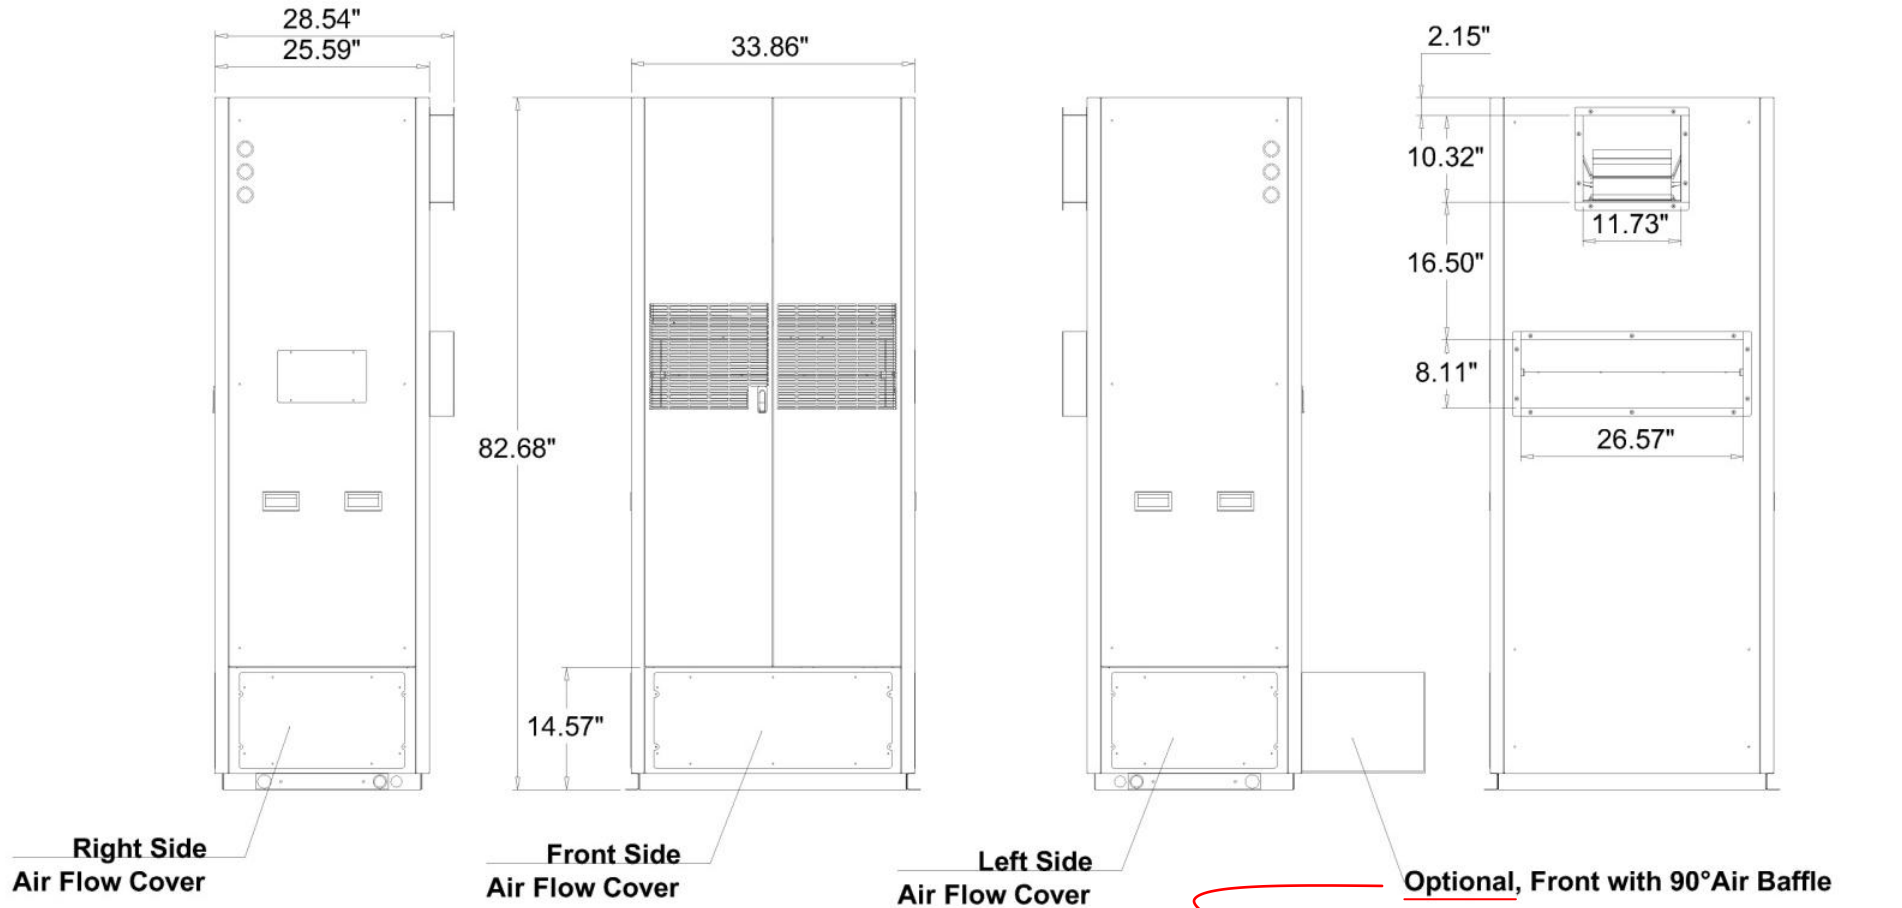 28.54"
25.59"
33.86"
2.15"
10.32"
11.73"
16.50"
8.11"
26.57"
82.68"
14.57"
Right Side
Air Flow Cover
Front Side
Air Flow Cover
Left Side
Air Flow Cover
Optional, Front with 90°Air Baffle